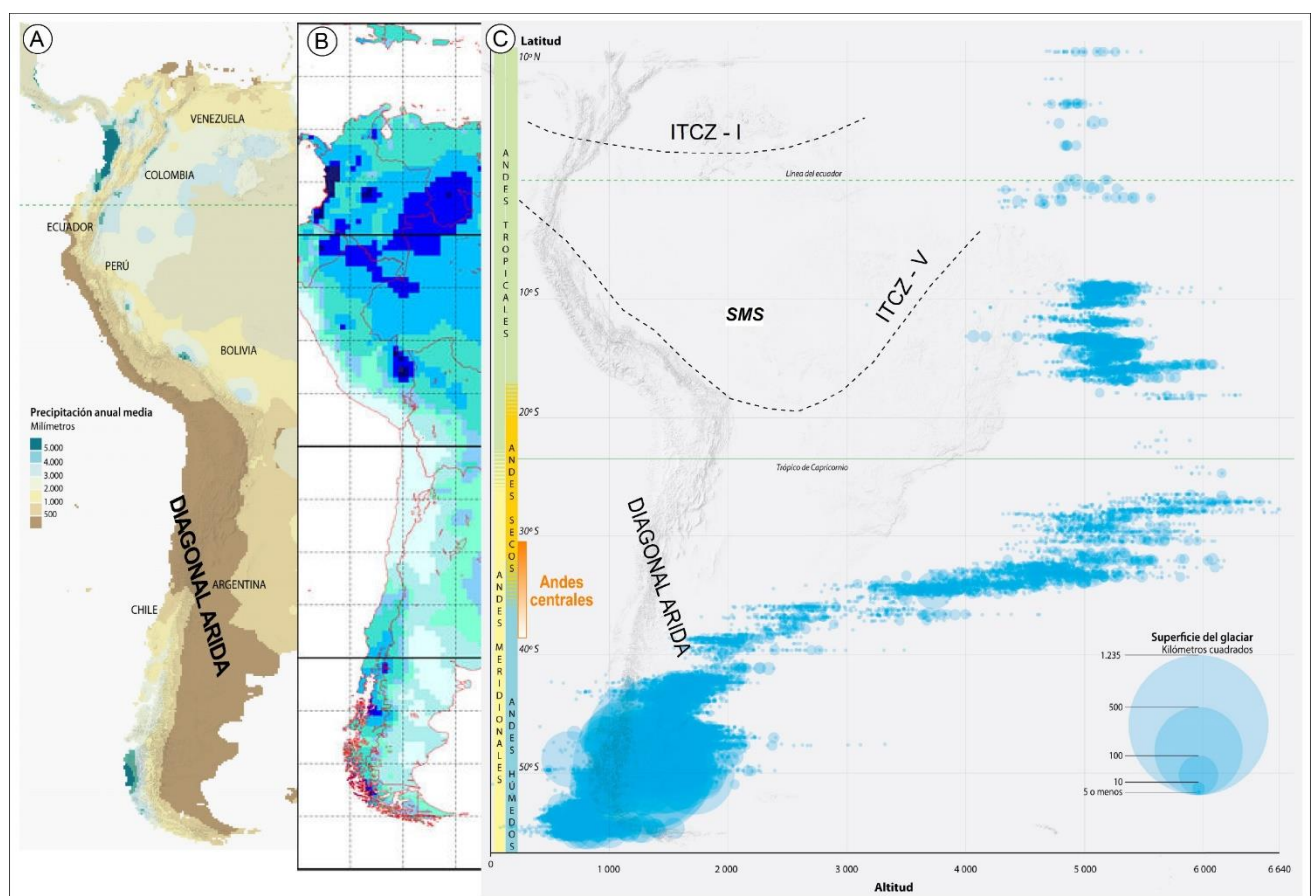 A
VENEZUELA
COLOMBIA
ECUADOR
PERÚ
BOLIVIA
Precipitación anual media
Milímetros
5.000
4.000
3.000
2.000
1.000
500
DIAGONAL ARIDA
ARGENTINA
CHILE
B
C
Latitud
10º N
ITCZ - I
Línea del ecuador
ANDES TROPICALES
ITCZ - V
10º S
SMS
20º S
Trópico de Capricornio
ANDES SECOS
30º S
DIAGONAL ARIDA
Andes
centrales
ANDES MERIDIONALES
40º S
Superficie del glaciar
Kilómetros cuadrados
1.235
500
100
10
5 o menos
ANDES HÚMEDOS
50º S
0
1 000
2 000
3 000
4 000
5 000
6 000
6 640
Altitud